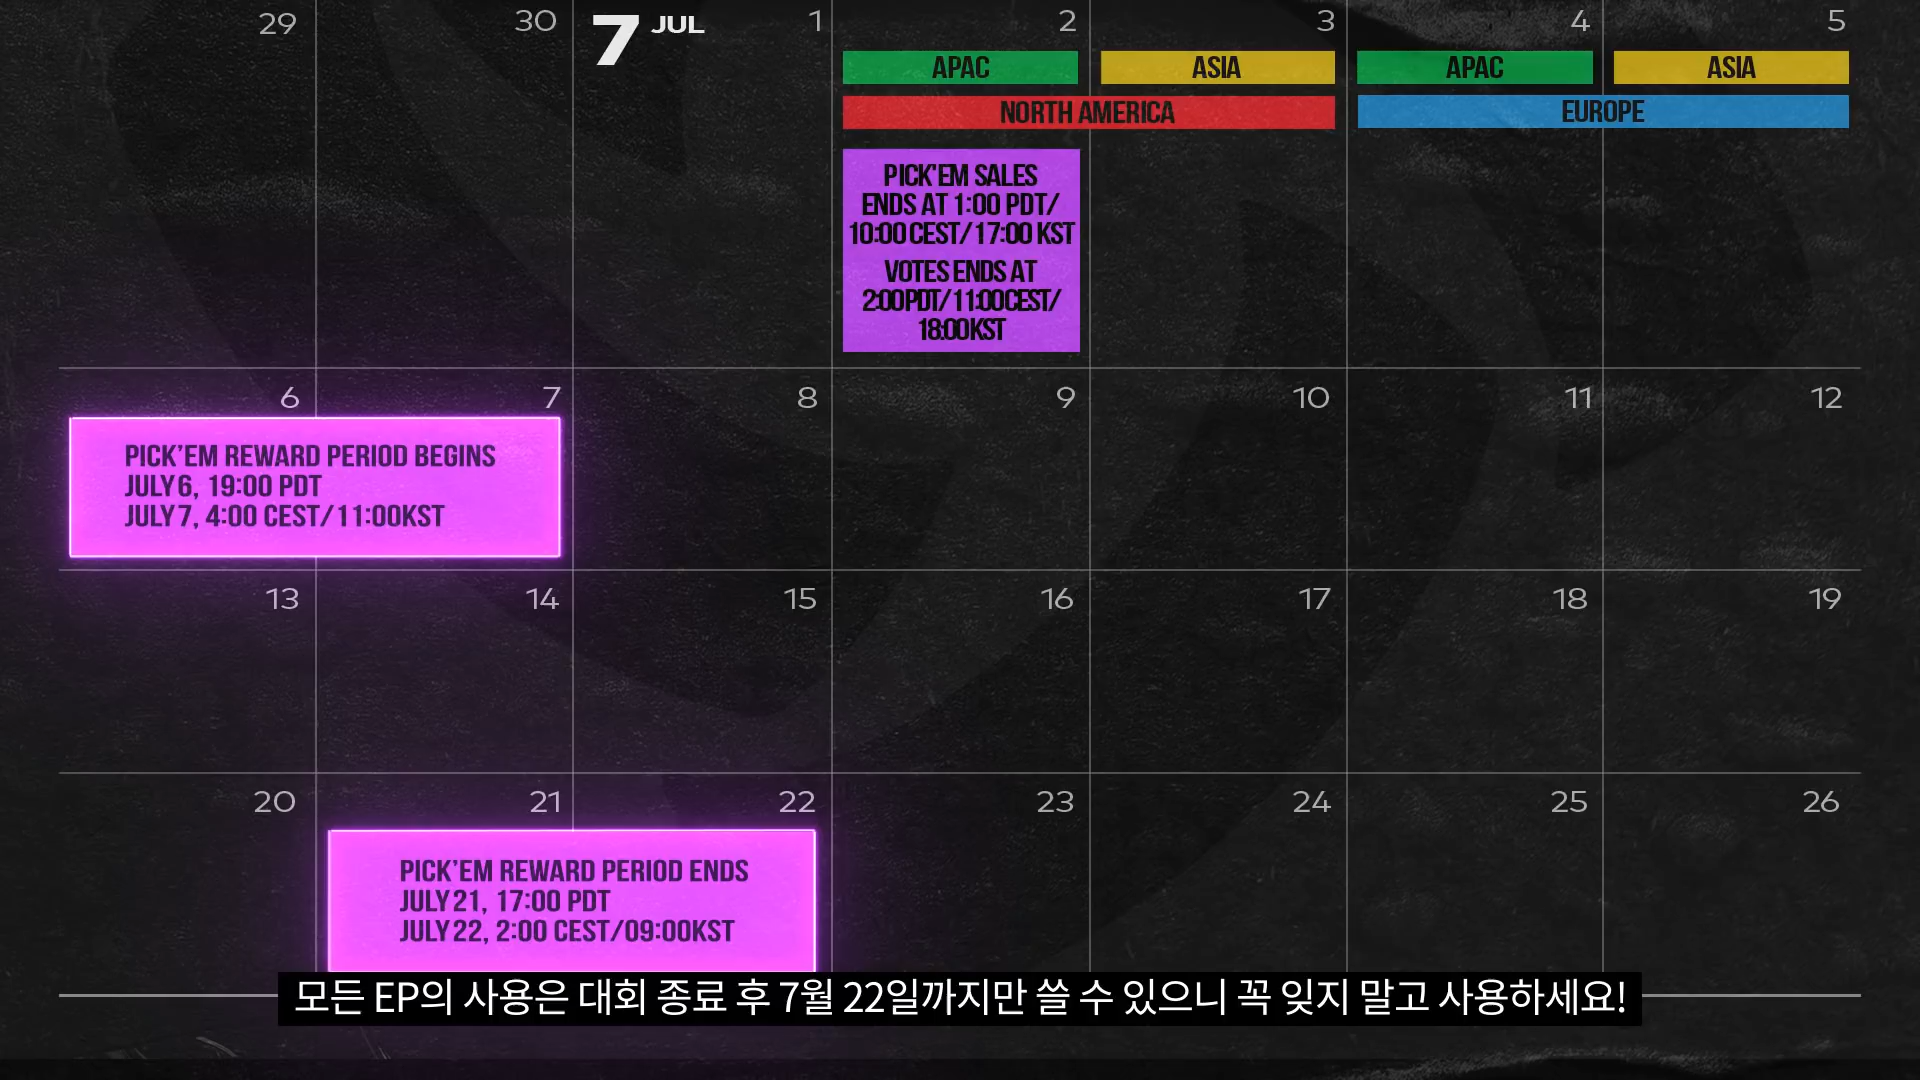 29
30
7 JUL
1
2
3
4
5
APAC
ASIA
APAC
ASIA
NORTH AMERICA
EUROPE
PICK'EM SALES
ENDS AT 1:00 PDT/
10:00 CEST/17:00 KST
VOTES ENDS AT
2:00PDT/11:00CEST/
18:00KST
6
7
8
9
10
11
12
PICK'EM REWARD PERIOD BEGINS
JULY 6, 19:00 PDT
JULY 7, 4:00 CEST/11:00KST
13
14
15
16
17
18
19
20
21
22
23
24
25
26
PICK'EM REWARD PERIOD ENDS
JULY 21, 17:00 PDT
JULY 22, 2:00 CEST/09:00KST
모든 EP의 사용은 대회 종료 후 7월 22일까지만 쓸 수 있으니 꼭 잊지 말고 사용하세요!